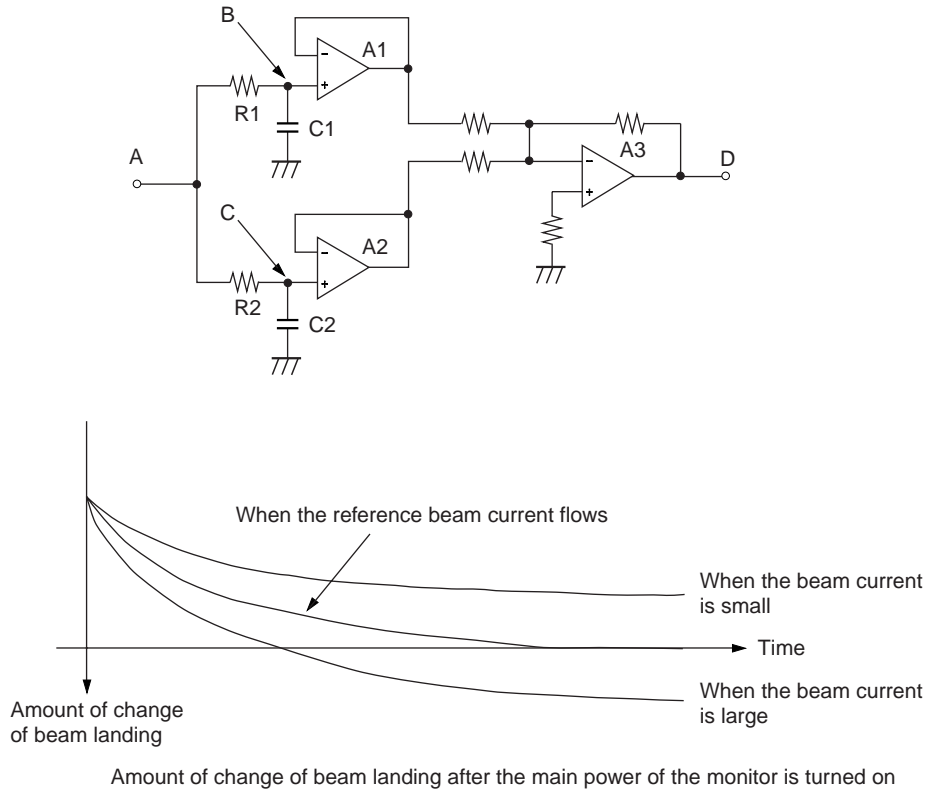 B
A1
-
+
R1
C1
A
A3
D
-
+
C
A2
-
+
R2
C2
When the reference beam current flows
When the beam current
is small
Time
When the beam current
is large
Amount of change
of beam landing
Amount of change of beam landing after the main power of the monitor is turned on